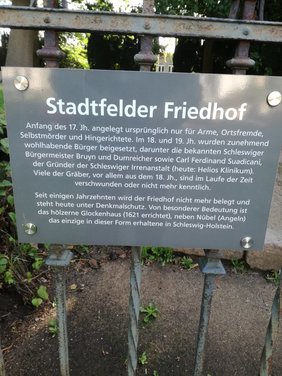 Stadtfelder Friedhof
Anfang des 17. Jh. angelegt ursprünglich nur für Arme, Ortsfremde,
Selbstmörder und Hingerichtete. Im 18. und 19. Jh. wurden zunehmend
wohlhabende Bürger beigesetzt, darunter die bekannten Schleswiger
Bürgermeister Bruyn und Dumreicher sowie Carl Ferdinand Suadicani,
der Gründer der Schleswiger Irrenanstalt (heute: Helios Klinikum).
Viele der Gräber, vor allem aus dem 18. Jh., sind im Laufe der Zeit
verschwunden oder nicht mehr kenntlich.
Seit einigen Jahrzehnten wird der Friedhof nicht mehr belegt und
steht heute unter Denkmalschutz. Von besonderer Bedeutung ist
das hölzerne Glockenhaus (1621 errichtet), neben Nübel (Angeln)
das einzige in dieser Form erhaltene in Schleswig-Holstein.